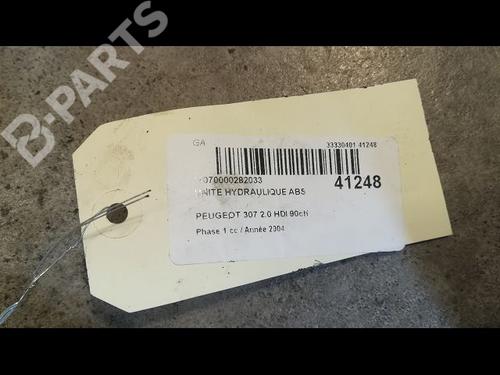 B-PARTS
GA 33330401 41248
070000282033
UNITE HYDRAULIQUE ABS 41248
PEUGEOT 307 2.0 HDI 90ch
Phase 1 cc / Année 2004